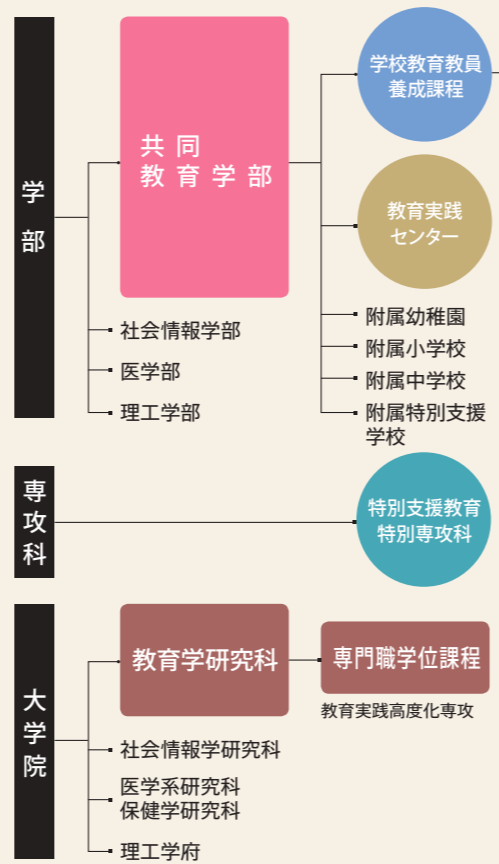 学部
共同
教育学部
学校教育教員
養成課程
教育実践
センター
附属幼稚園
附属小学校
附属中学校
附属特別支援
学校
社会情報学部
医学部
理工学部
専攻科
特別支援教育
特別専攻科
大学院
教育学研究科
専門職学位課程
教育実践高度化専攻
社会情報学研究科
医学系研究科
保健学研究科
理工学府